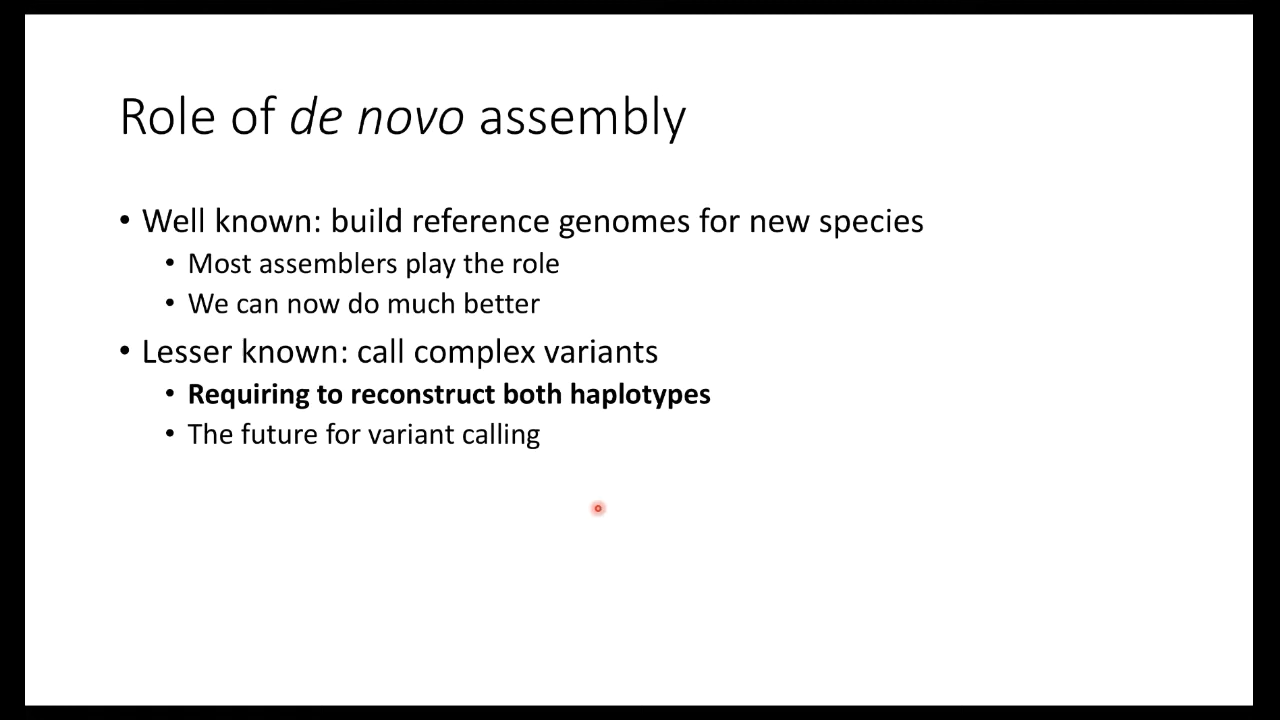 Role of de novo assembly
• Well known: build reference genomes for new species
• Most assemblers play the role
• We can now do much better
• Lesser known: call complex variants
• Requiring to reconstruct both haplotypes
• The future for variant calling